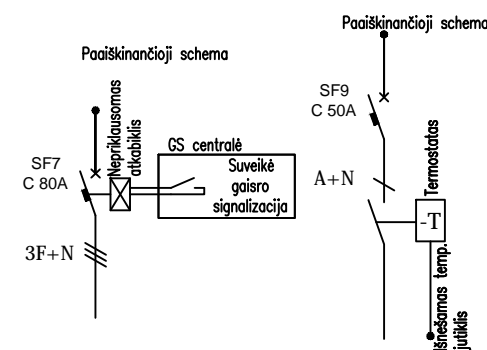 Paaiškinančioji schema
Nepriklausomas
atkabiklis
SF7
C 80A
GS centralė
Suveikė
gaisro
signalizacija
3F+N
Paaiškinančioji schema
SF9
C 50A
A+N
Termostatas
-T
Išnešamas temp.
jutiklis